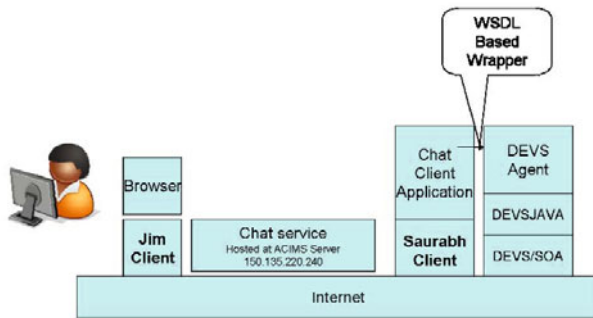 WSDL
Based
Wrapper
Browser
Jim
Client
Chat service
Hosted at ACIMS Server
150.135.220.240
Chat
Client
Application
Saurabh
Client
DEVS
Agent
DEVSJAVA
DEVS/SOA
Internet